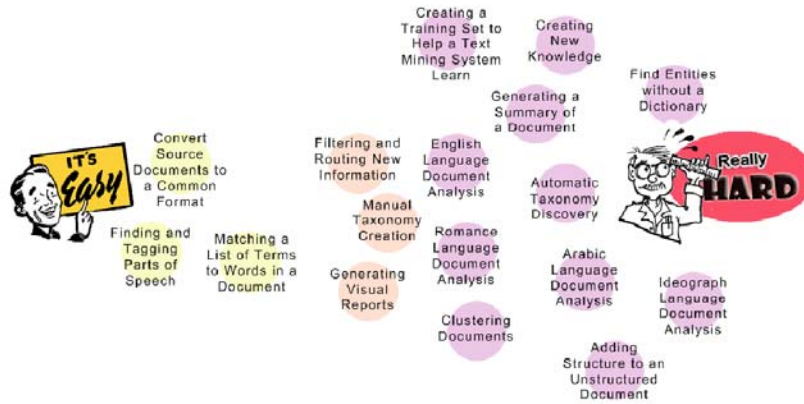 IT'S
Easy
Convert
Source
Documents to
a Common
Format
Finding and
Tagging
Parts of
Speech
Matching a
List of Terms
to Words in a
Document
Filtering and
Routing New
Information
Manual
Taxonomy
Creation
Generating
Visual
Reports
Creating a
Training Set to
Help a Text
Mining System
Learn
English
Language
Document
Analysis
Romance
Language
Document
Analysis
Clustering
Documents
Creating
New
Knowledge
Generating a
Summary of
a Document
Automatic
Taxonomy
Discovery
Arabic
Language
Document
Analysis
Adding
Structure to an
Unstructured
Document
Find Entities
without a
Dictionary
Really
HARD
Ideograph
Language
Document
Analysis